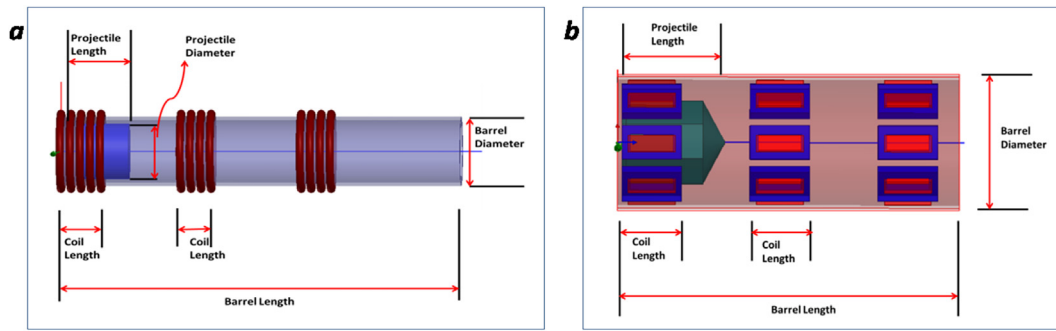 a
Projectile
Length
Projectile
Diameter
Barrel
Diameter
Coil
Length
Coil
Length
Barrel Length
b
Projectile
Length
Barrel
Diameter
Coil
Length
Coil
Length
Barrel Length